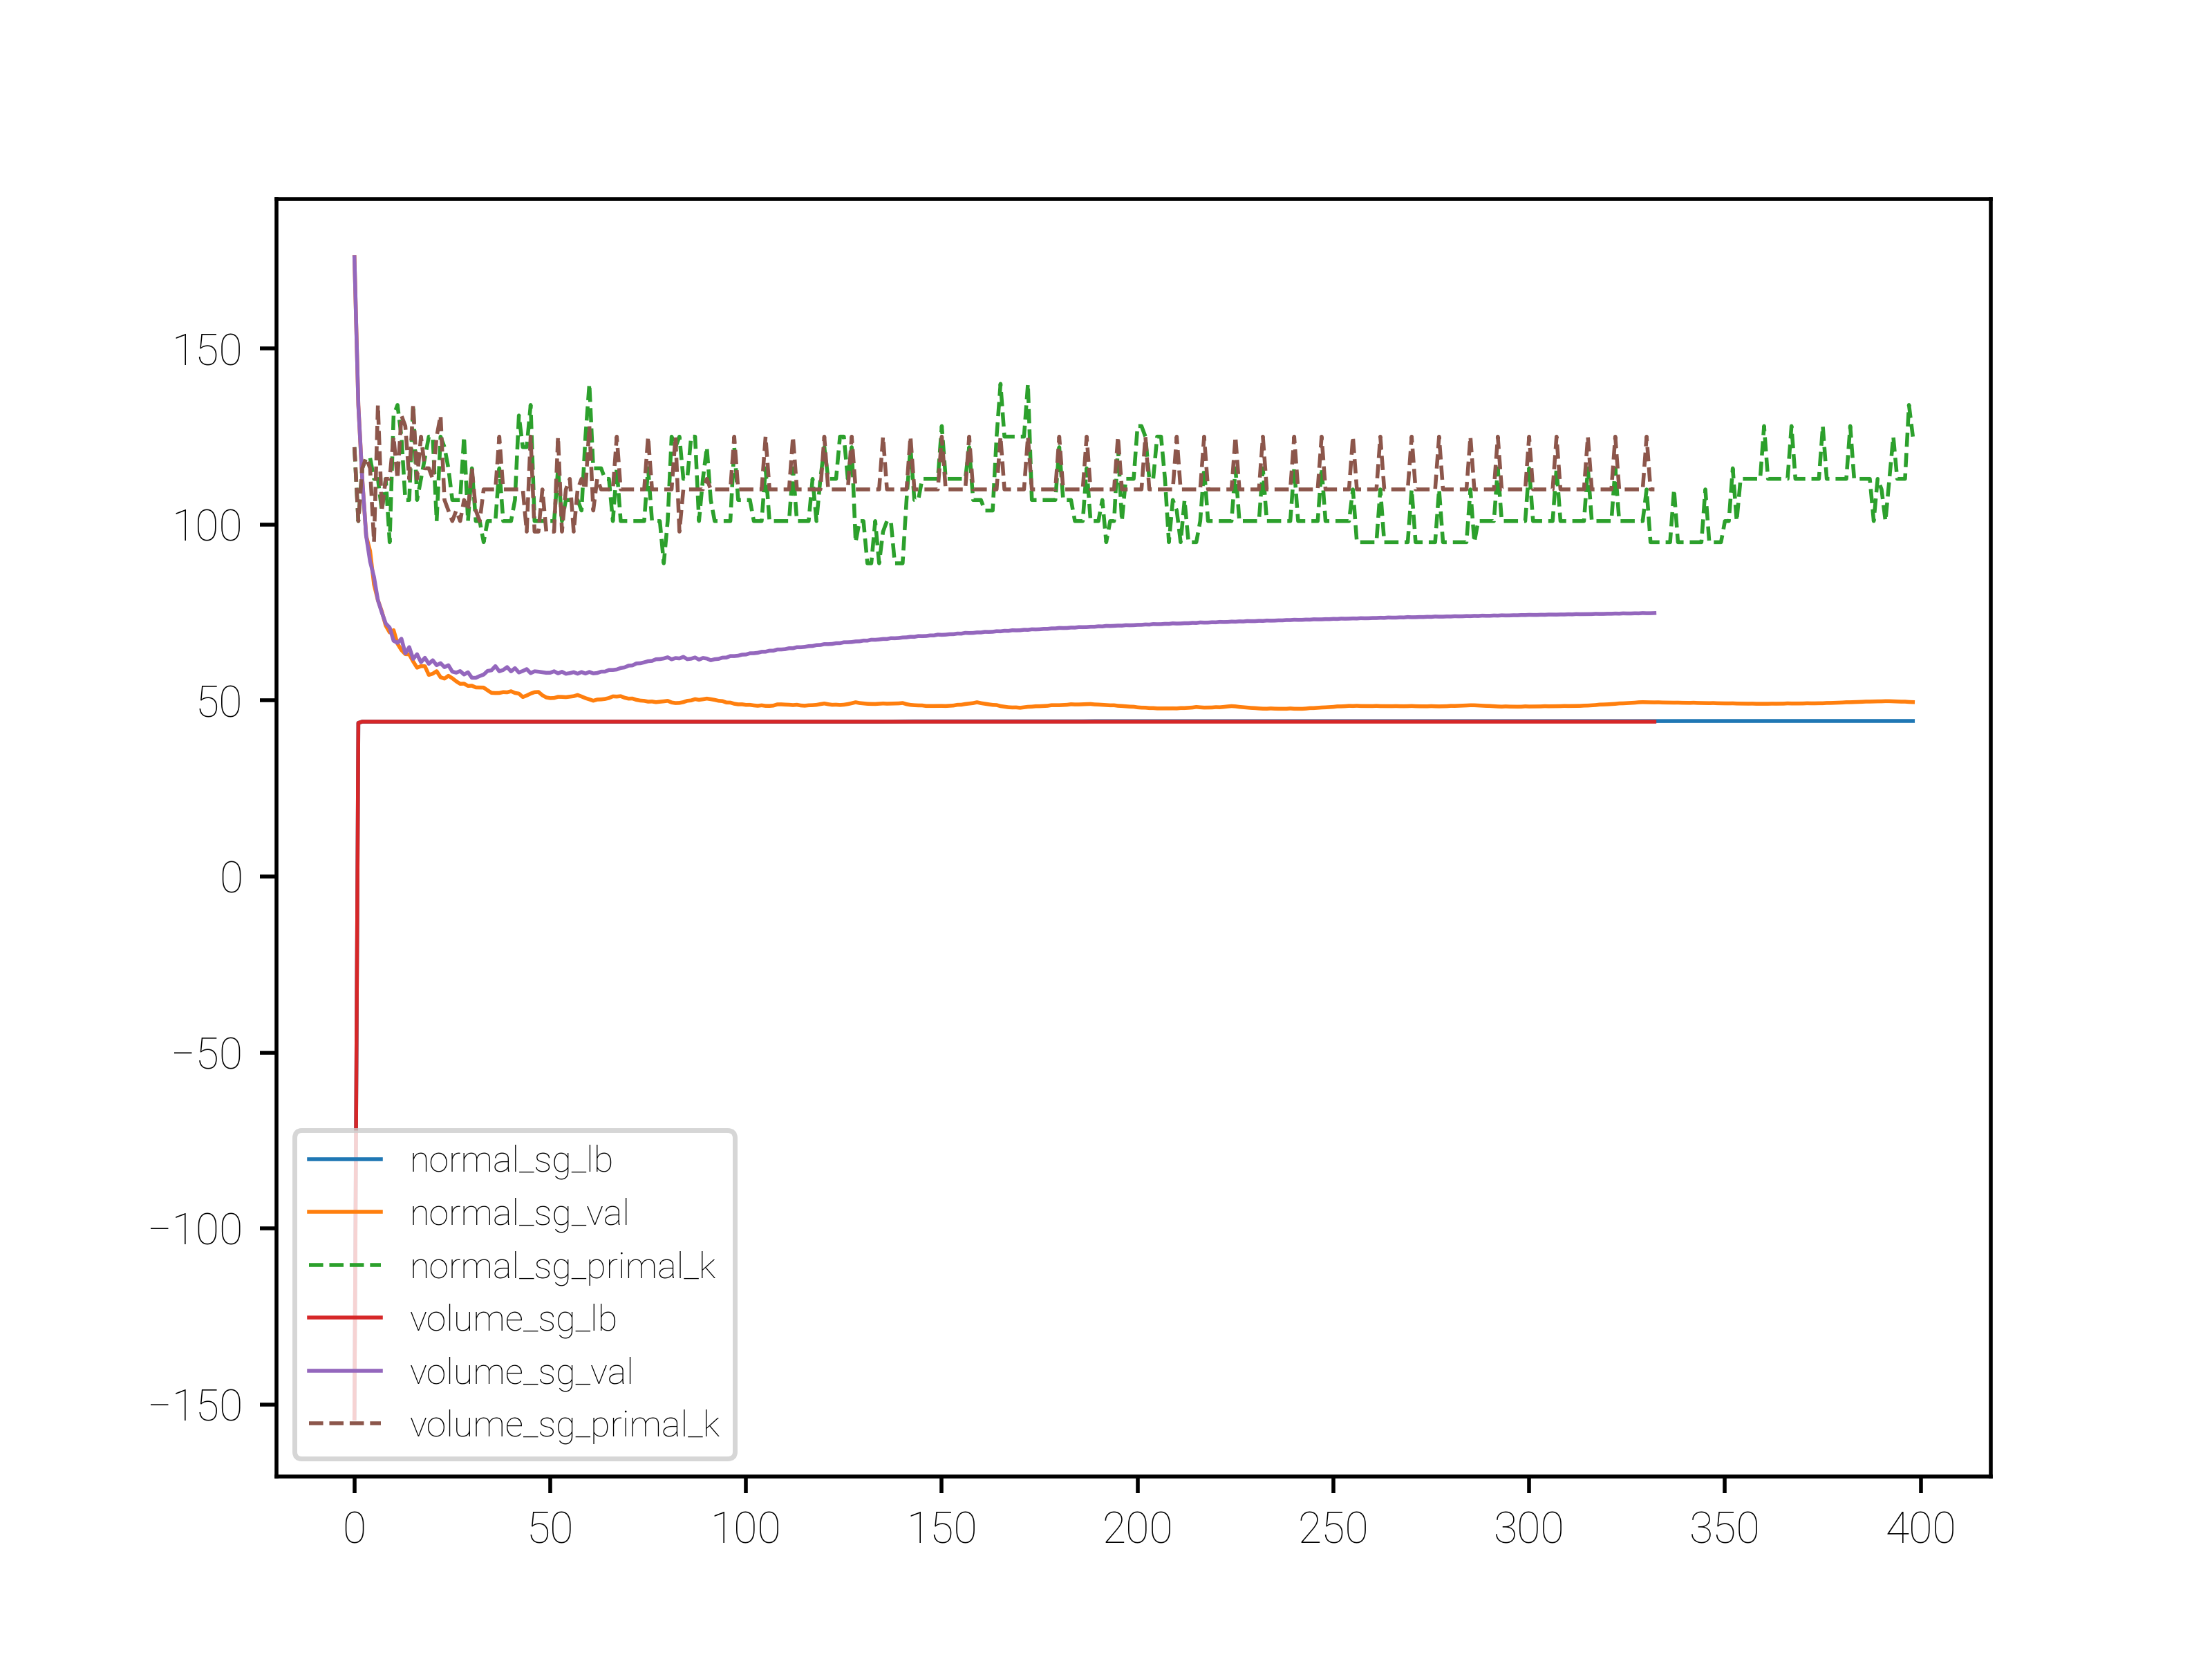 150
100
50
0
−50
−100
−150
normal_sg_lb
normal_sg_val
normal_sg_primal_k
volume_sg_lb
volume_sg_val
volume_sg_primal_k
0 50 100 150 200 250 300 350 400